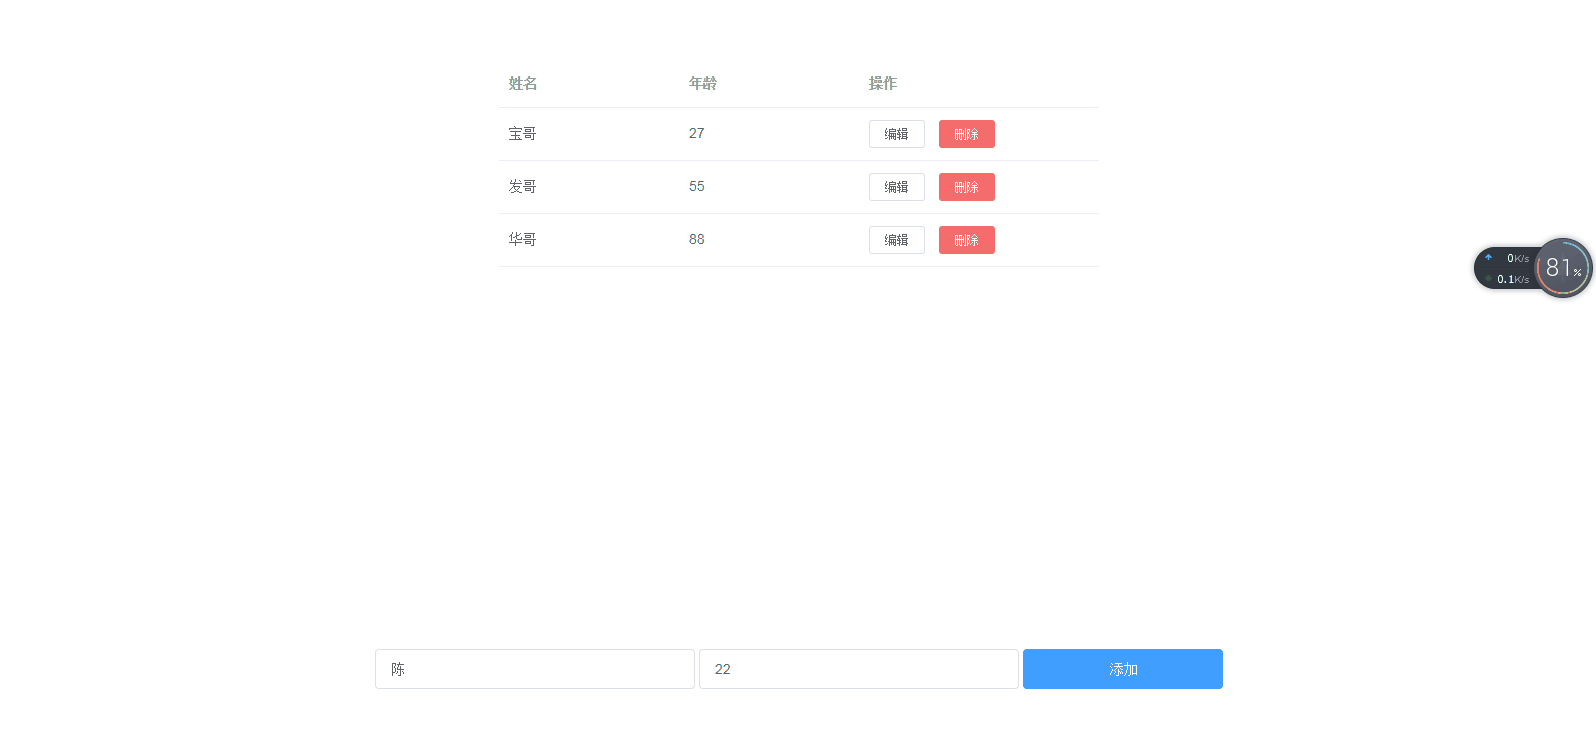 姓名 年龄 操作
宝哥 27 编辑 删除
发哥 55 编辑 删除
华哥 88 编辑 删除
0K/s
0.1K/s
81%
陈 22 添加